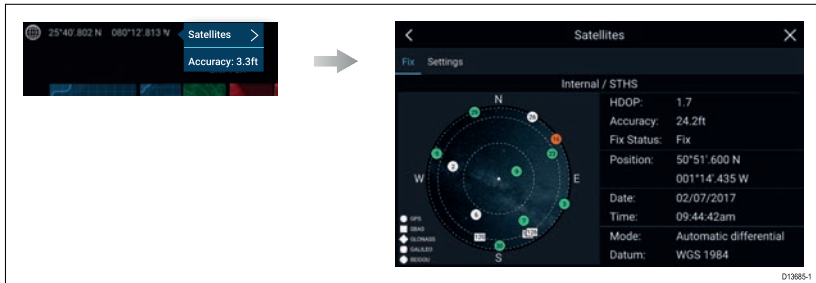 25°40'.802 N 080°12'.813 W
Satellites
Accuracy: 3.3ft
Satellites
Fix Settings
Internal / STHS
N
W
E
S
GPS
SBAS
GLONASS
GALILEO
BEIDOU
HDOP: 1.7
Accuracy: 24.2ft
Fix Status: Fix
Position: 50°51'.600 N
001°14'.435 W
Date: 02/07/2017
Time: 09:44:42am
Mode: Automatic differential
Datum: WGS 1984
D13685-1